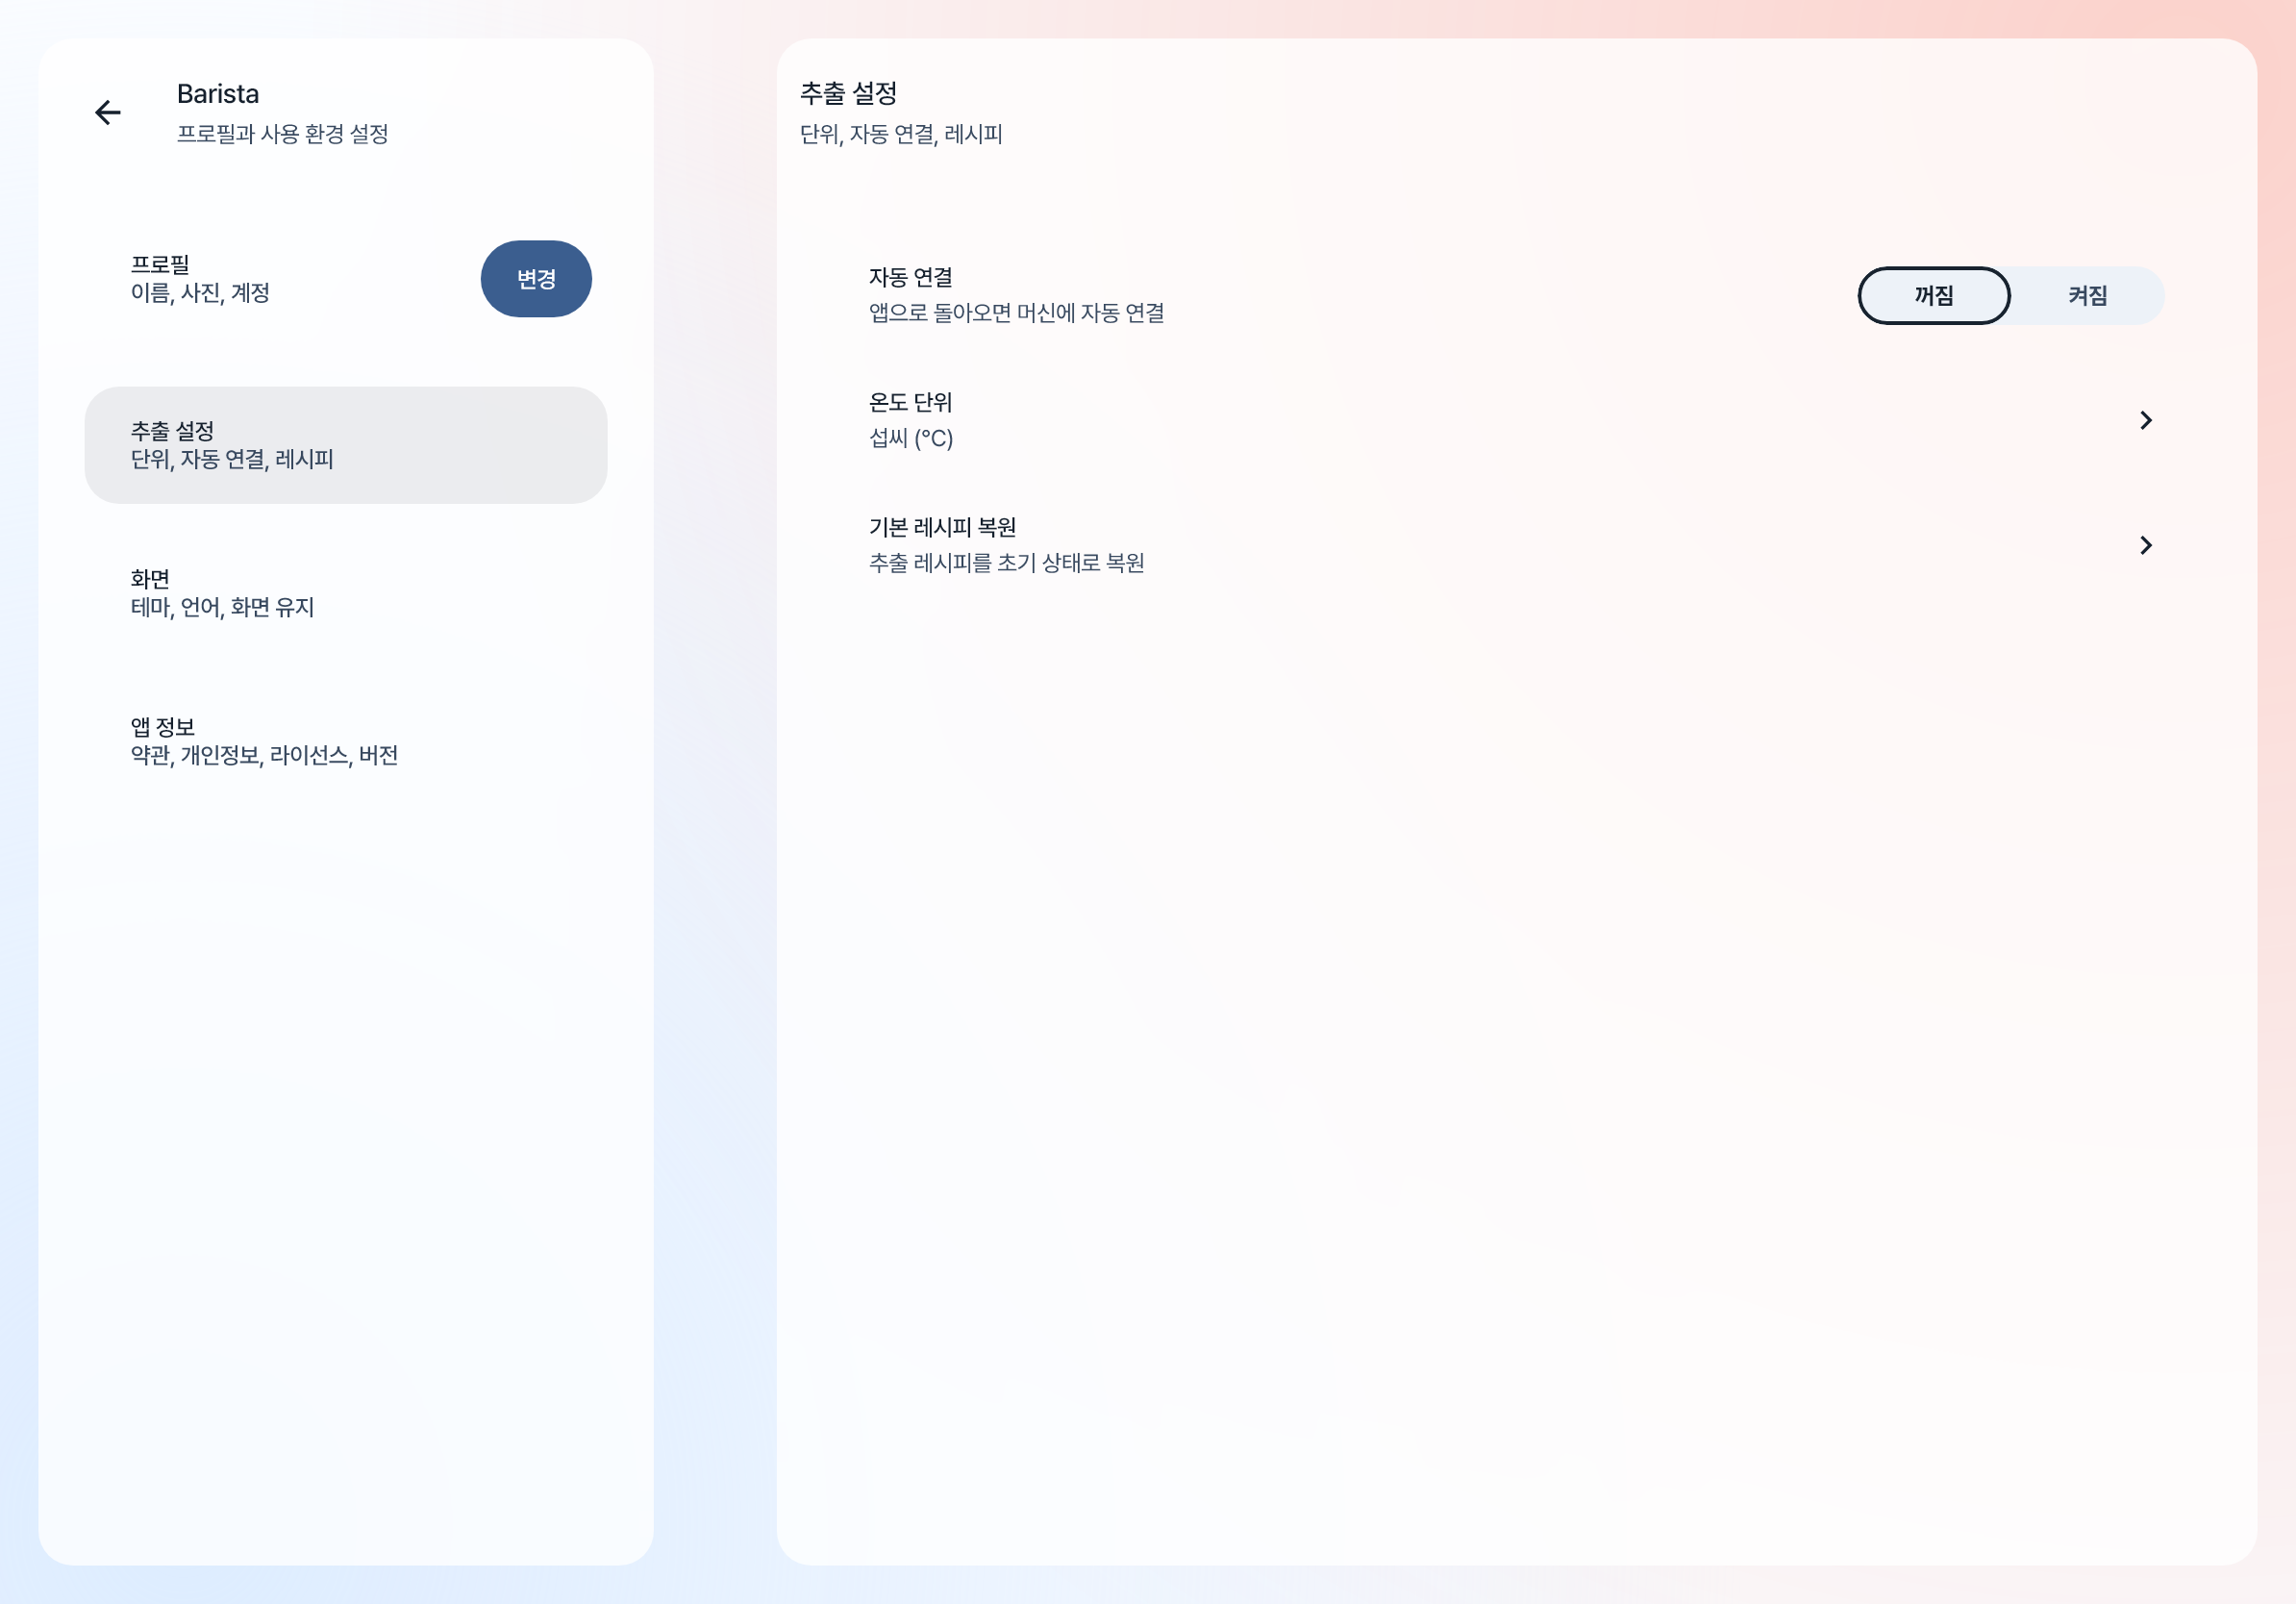 Barista
프로필과 사용 환경 설정
프로필
이름, 사진, 계정
변경
추출 설정
단위, 자동 연결, 레시피
화면
테마, 언어, 화면 유지
앱 정보
약관, 개인정보, 라이선스, 버전
추출 설정
단위, 자동 연결, 레시피
자동 연결
앱으로 돌아오면 머신에 자동 연결
꺼짐
켜짐
온도 단위
섭씨 (°C)
기본 레시피 복원
추출 레시피를 초기 상태로 복원